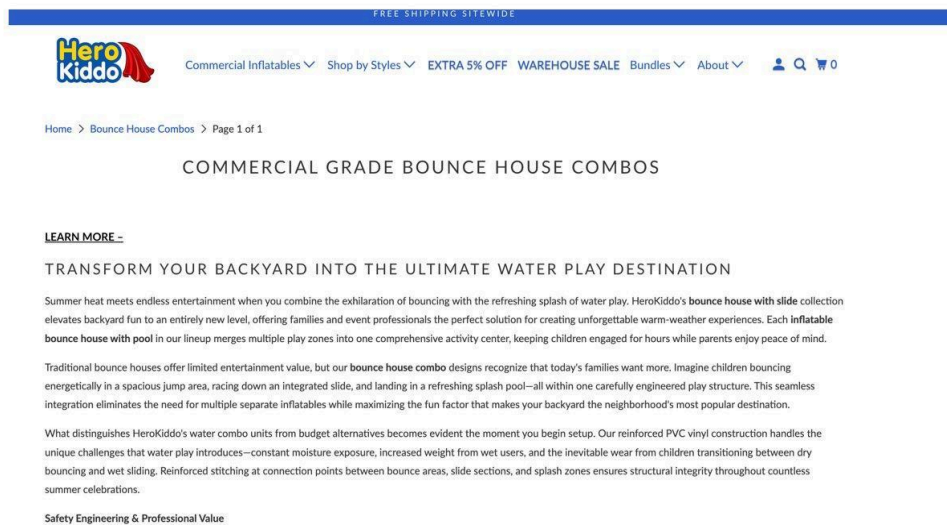 FREE SHIPPING SITEWIDE
Hero
Kiddo
Commercial Inflatables Shop by Styles EXTRA 5% OFF WAREHOUSE SALE Bundles About 0
Home > Bounce House Combos > Page 1 of 1
COMMERCIAL GRADE BOUNCE HOUSE COMBOS
LEARN MORE –
TRANSFORM YOUR BACKYARD INTO THE ULTIMATE WATER PLAY DESTINATION
Summer heat meets endless entertainment when you combine the exhilaration of bouncing with the refreshing splash of water play. HeroKiddo's bounce house with slide collection
elevates backyard fun to an entirely new level, offering families and event professionals the perfect solution for creating unforgettable warm-weather experiences. Each inflatable
bounce house with pool in our lineup merges multiple play zones into one comprehensive activity center, keeping children engaged for hours while parents enjoy peace of mind.
Traditional bounce houses offer limited entertainment value, but our bounce house combo designs recognize that today's families want more. Imagine children bouncing
energetically in a spacious jump area, racing down an integrated slide, and landing in a refreshing splash pool—all within one carefully engineered play structure. This seamless
integration eliminates the need for multiple separate inflatables while maximizing the fun factor that makes your backyard the neighborhood's most popular destination.
What distinguishes HeroKiddo's water combo units from budget alternatives becomes evident the moment you begin setup. Our reinforced PVC vinyl construction handles the
unique challenges that water play introduces—constant moisture exposure, increased weight from wet users, and the inevitable wear from children transitioning between dry
bouncing and wet sliding. Reinforced stitching at connection points between bounce areas, slide sections, and splash zones ensures structural integrity throughout countless
summer celebrations.
Safety Engineering & Professional Value